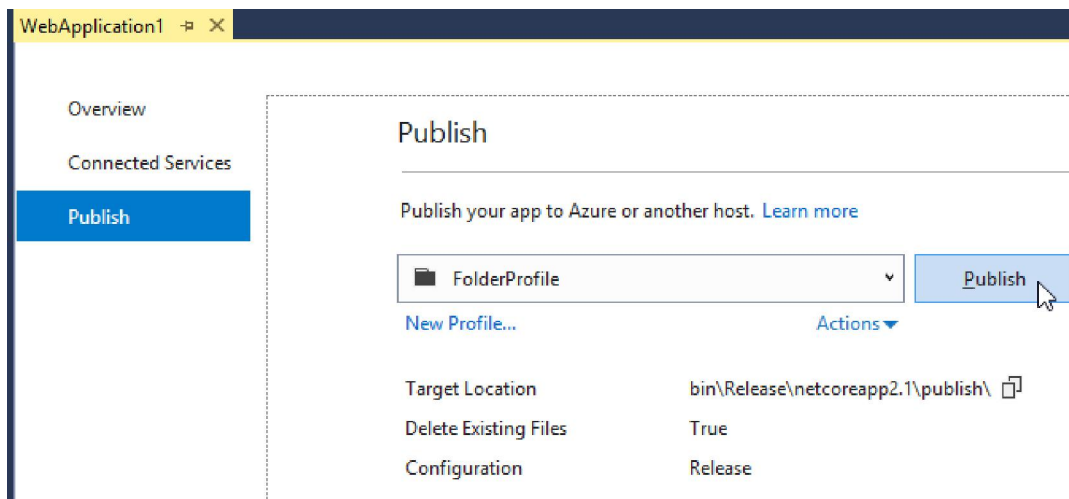 WebApplication1
Overview
Connected Services
Publish
Publish
Publish your app to Azure or another host. Learn more
FolderProfile
Publish
New Profile...
Actions
Target Location bin\Release\netcoreapp2.1\publish\
Delete Existing Files True
Configuration Release